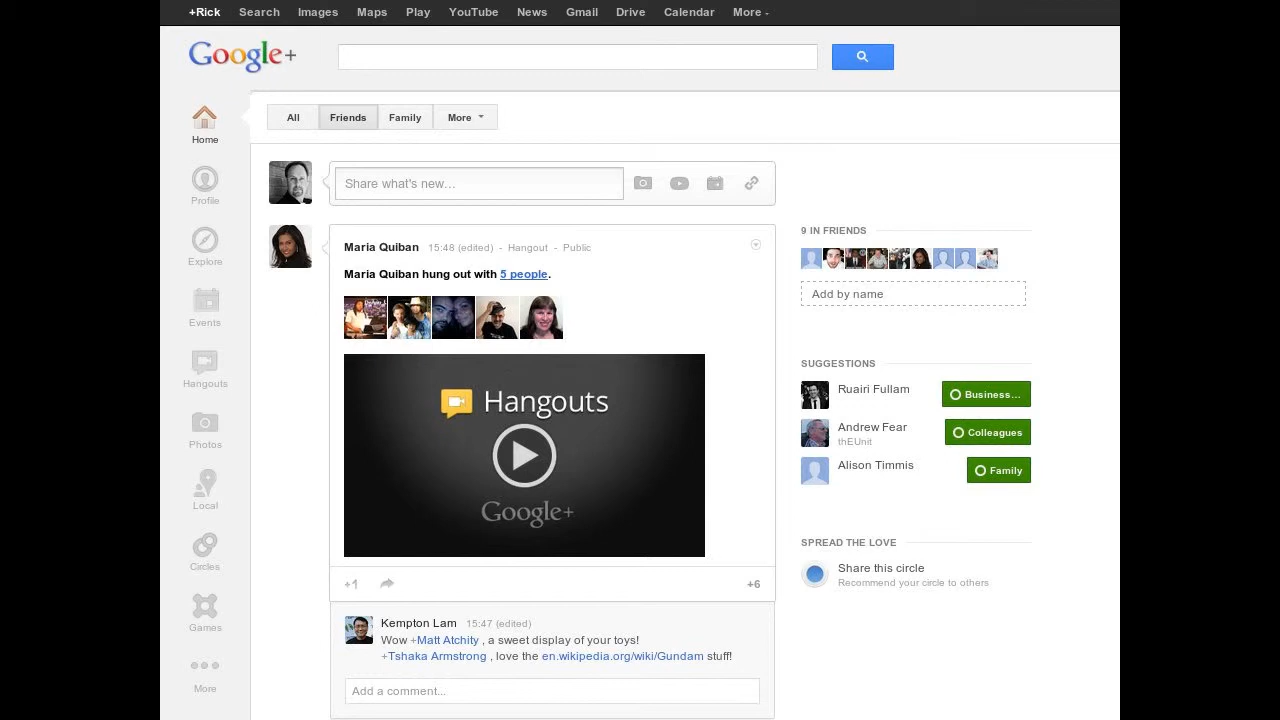 +Rick Search Images Maps Play YouTube News Gmail Drive Calendar More
Google+
All Friends Family More
Home
Profile
Explore
Events
Hangouts
Photos
Local
Circles
Games
More
Share what's new...
Maria Quiban 15:48 (edited) - Hangout - Public
Maria Quiban hung out with 5 people.
Hangouts
Google+
+1 +6
Kempton Lam 15:47 (edited)
Wow +Matt Atchity , a sweet display of your toys!
+Tshaka Armstrong , love the en.wikipedia.org/wiki/Gundam stuff!
Add a comment...
9 IN FRIENDS
Add by name
SUGGESTIONS
Ruairi Fullam Business...
Andrew Fear Colleagues
thEUnit
Alison Timmis Family
SPREAD THE LOVE
Share this circle
Recommend your circle to others